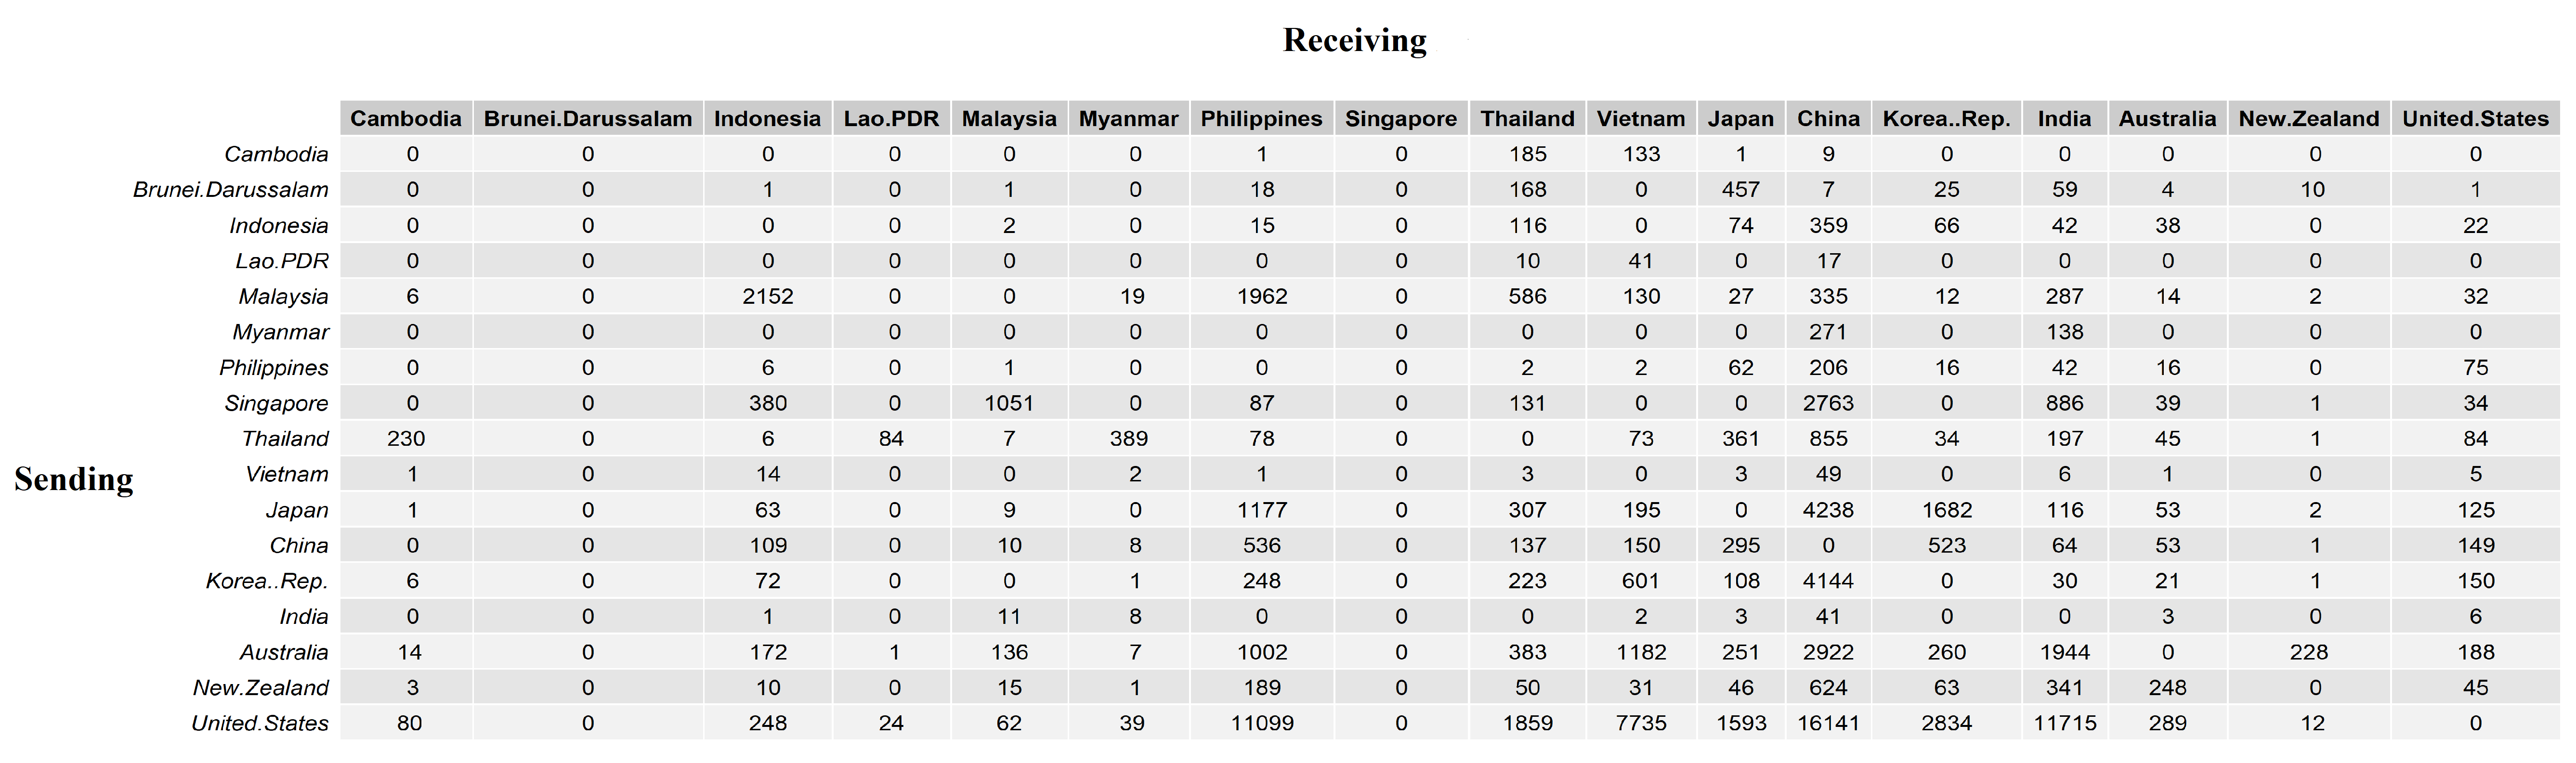 Receiving
Cambodia Brunei.Darussalam Indonesia Lao.PDR Malaysia Myanmar Philippines Singapore Thailand Vietnam Japan China Korea..Rep. India Australia New.Zealand United.States
Cambodia 0 0 0 0 0 0 1 0 185 133 1 9 0 0 0 0 0
Brunei.Darussalam 0 0 1 0 1 0 18 0 168 0 457 7 25 59 4 10 1
Indonesia 0 0 0 0 2 0 15 0 116 0 74 359 66 42 38 0 22
Lao.PDR 0 0 0 0 0 0 0 0 10 41 0 17 0 0 0 0 0
Malaysia 6 0 2152 0 0 19 1962 0 586 130 27 335 12 287 14 2 32
Myanmar 0 0 0 0 0 0 0 0 0 0 0 271 0 138 0 0 0
Philippines 0 0 6 0 1 0 0 0 2 2 62 206 16 42 16 0 75
Singapore 0 0 380 0 1051 0 87 0 131 0 0 2763 0 886 39 1 34
Thailand 230 0 6 84 7 389 78 0 0 73 361 855 34 197 45 1 84
Sending
Vietnam 1 0 14 0 0 2 1 0 3 0 3 49 0 6 1 0 5
Japan 1 0 63 0 9 0 1177 0 307 195 0 4238 1682 116 53 2 125
China 0 0 109 0 10 8 536 0 137 150 295 0 523 64 53 1 149
Korea..Rep. 6 0 72 0 0 1 248 0 223 601 108 4144 0 30 21 1 150
India 0 0 1 0 11 8 0 0 0 2 3 41 0 0 3 0 6
Australia 14 0 172 1 136 7 1002 0 383 1182 251 2922 260 1944 0 228 188
New.Zealand 3 0 10 0 15 1 189 0 50 31 46 624 63 341 248 0 45
United.States 80 0 248 24 62 39 11099 0 1859 7735 1593 16141 2834 11715 289 12 0